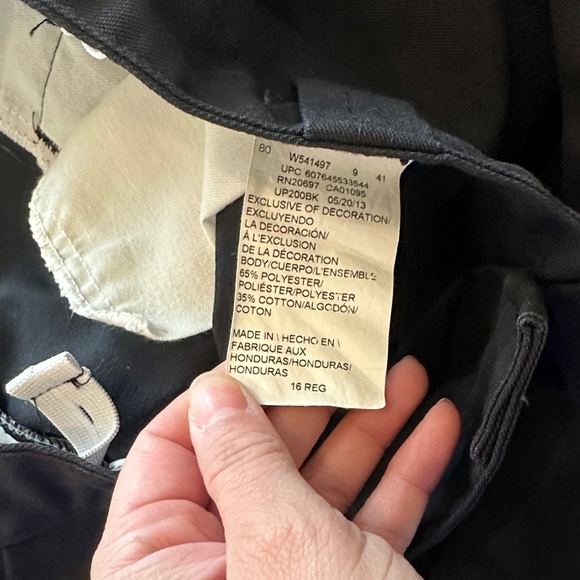 80 W541497 9 41
UPC 607645533544
RN20697 CA01095
UP200BK 05/20/13
EXCLUSIVE OF DECORATION/
EXCLUYENDO
LA DECORACIÓN/
À L'EXCLUSION
DE LA DÉCORATION
BODY/CUERPO/L'ENSEMBLE
65% POLYESTER/
POLIÉSTER/POLYESTER
35% COTTON/ALGODÓN/
COTON
MADE IN \ HECHO EN \
FABRIQUE AUX
HONDURAS/HONDURAS/
HONDURAS
16 REG